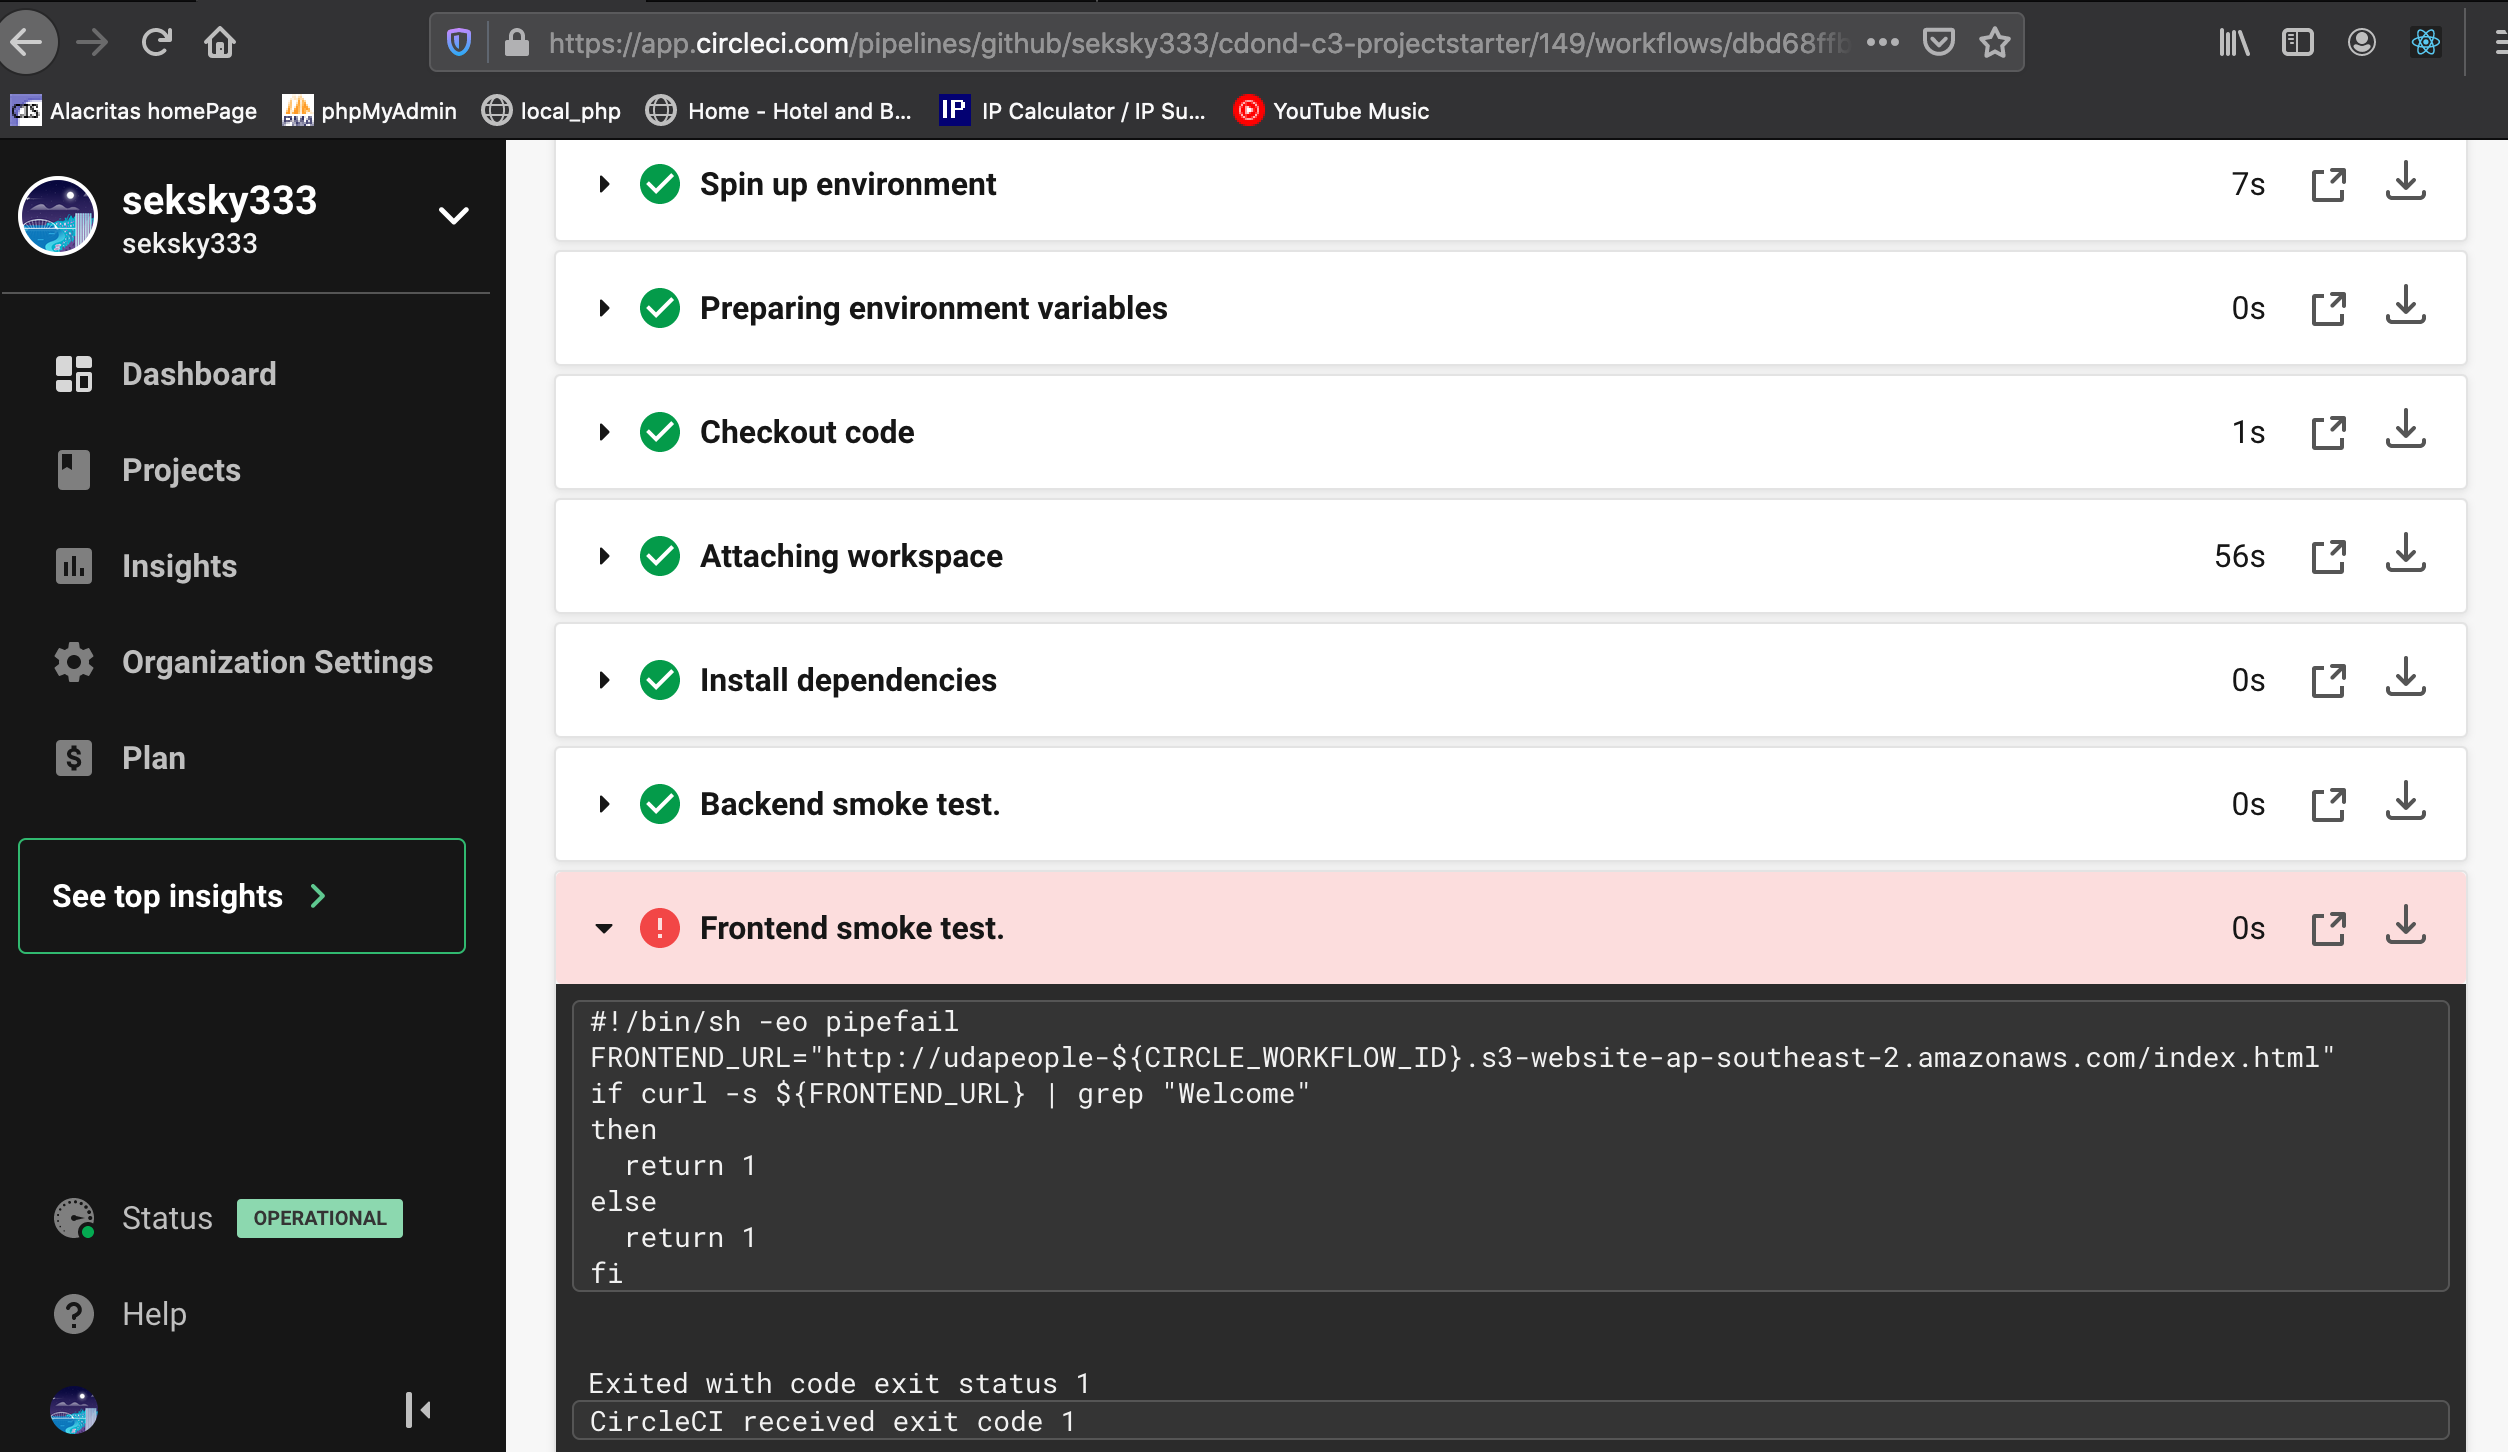 https://app.circleci.com/pipelines/github/seksky333/cdond-c3-projectstarter/149/workflows/dbd68ffb
CIS Alacritas homePage
PMA phpMyAdmin
local_php
Home - Hotel and B...
IP IP Calculator / IP Su...
YouTube Music
seksky333
seksky333
Dashboard
Projects
Insights
Organization Settings
Plan
See top insights
Status OPERATIONAL
Help
Spin up environment 7s
Preparing environment variables 0s
Checkout code 1s
Attaching workspace 56s
Install dependencies 0s
Backend smoke test. 0s
Frontend smoke test. 0s
#!/bin/sh -eo pipefail
FRONTEND_URL="http://udapeople-${CIRCLE_WORKFLOW_ID}.s3-website-ap-southeast-2.amazonaws.com/index.html"
if curl -s ${FRONTEND_URL} | grep "Welcome"
then
  return 1
else
  return 1
fi
Exited with code exit status 1
CircleCI received exit code 1